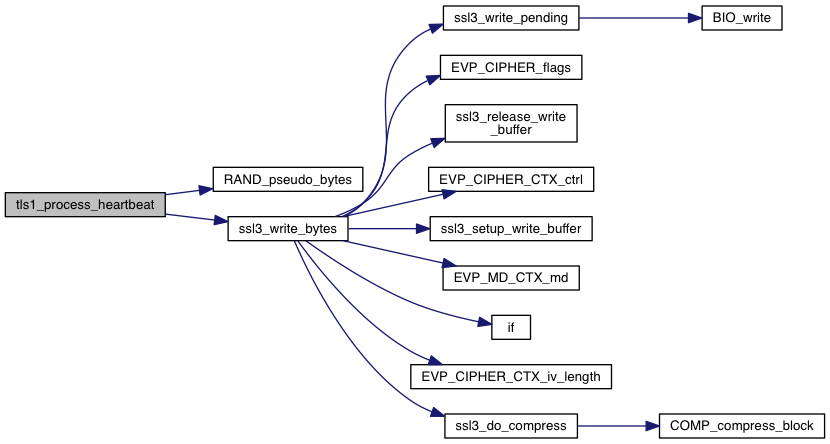 ssl3_write_pending
BIO_write
EVP_CIPHER_flags
ssl3_release_write
_buffer
RAND_pseudo_bytes
EVP_CIPHER_CTX_ctrl
tls1_process_heartbeat
ssl3_write_bytes
ssl3_setup_write_buffer
EVP_MD_CTX_md
if
EVP_CIPHER_CTX_iv_length
ssl3_do_compress
COMP_compress_block